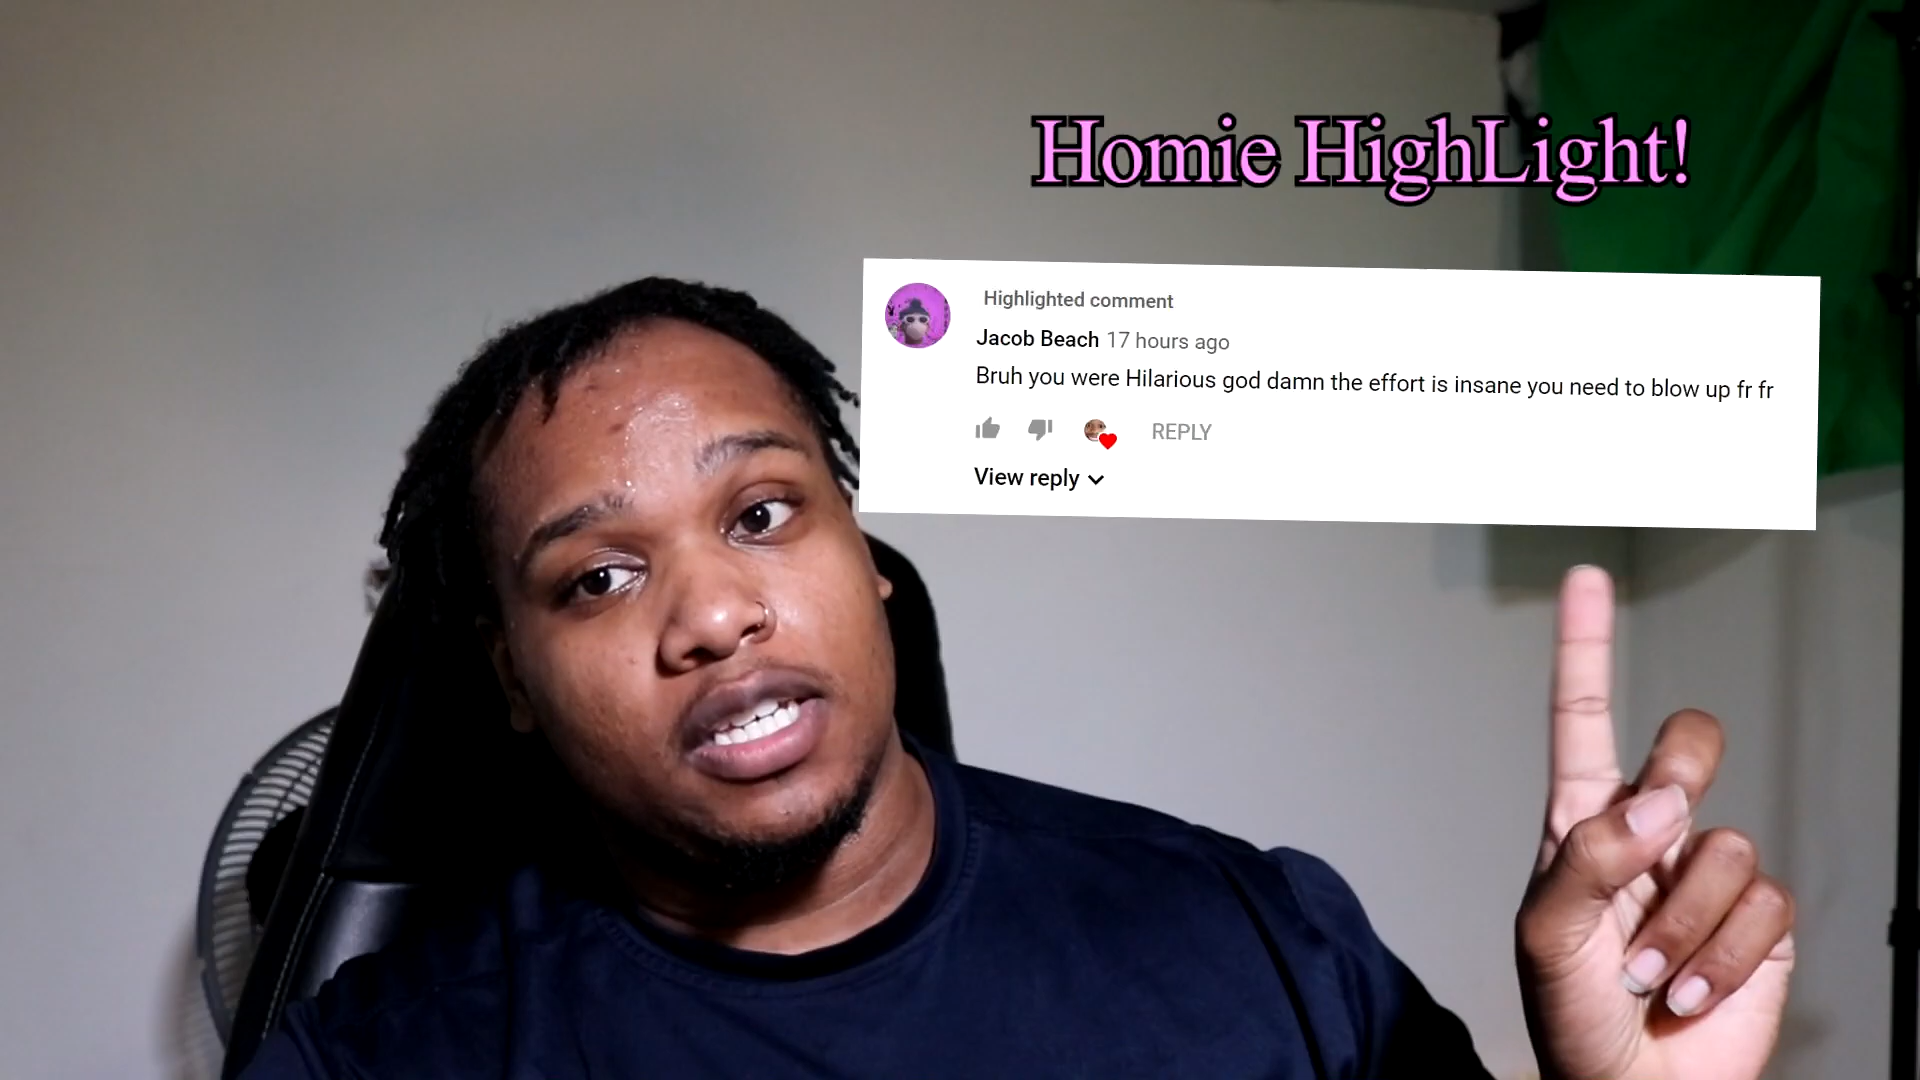 Homie HighLight!
Highlighted comment
Jacob Beach 17 hours ago
Bruh you were Hilarious god damn the effort is insane you need to blow up fr fr
REPLY
View reply